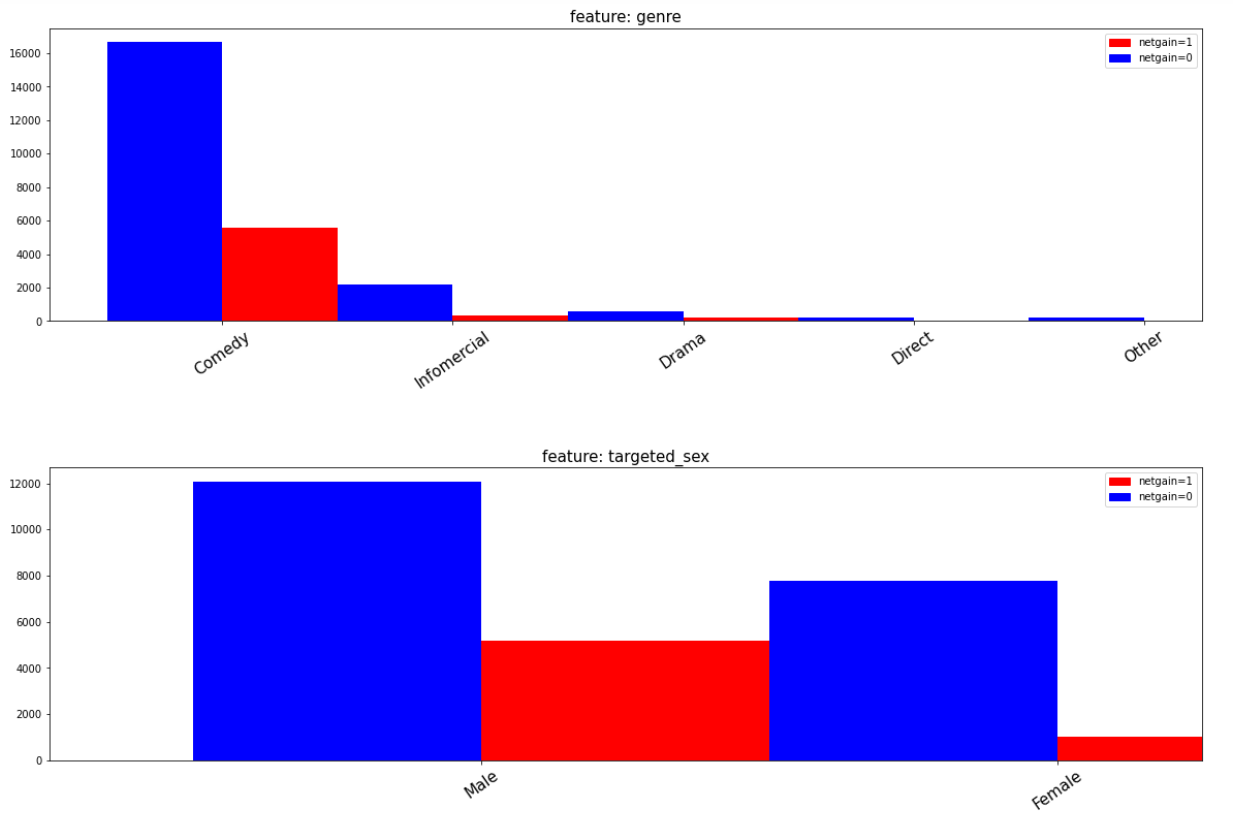 feature: genre
netgain=1
netgain=0
16000
14000
12000
10000
8000
6000
4000
2000
0
Comedy
Infomercial
Drama
Direct
Other
feature: targeted_sex
netgain=1
netgain=0
12000
10000
8000
6000
4000
2000
0
Male
Female